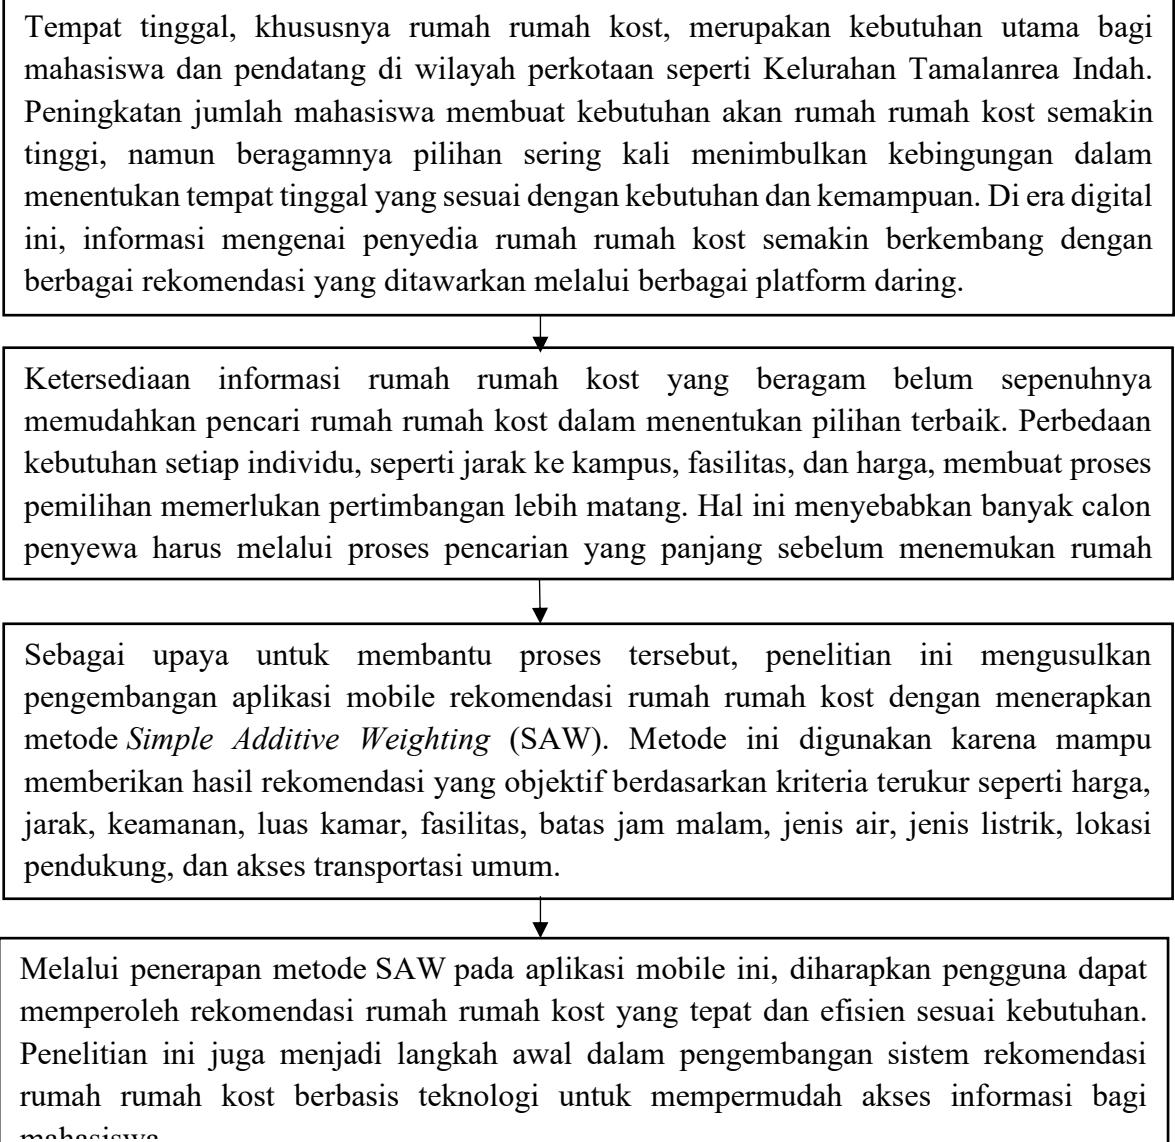 Tempat tinggal, khususnya rumah rumah kost, merupakan kebutuhan utama bagi
mahasiswa dan pendatang di wilayah perkotaan seperti Kelurahan Tamalanrea Indah.
Peningkatan jumlah mahasiswa membuat kebutuhan akan rumah rumah kost semakin
tinggi, namun beragamnya pilihan sering kali menimbulkan kebingungan dalam
menentukan tempat tinggal yang sesuai dengan kebutuhan dan kemampuan. Di era digital
ini, informasi mengenai penyedia rumah rumah kost semakin berkembang dengan
berbagai rekomendasi yang ditawarkan melalui berbagai platform daring.
Ketersediaan informasi rumah rumah kost yang beragam belum sepenuhnya
memudahkan pencari rumah rumah kost dalam menentukan pilihan terbaik. Perbedaan
kebutuhan setiap individu, seperti jarak ke kampus, fasilitas, dan harga, membuat proses
pemilihan memerlukan pertimbangan lebih matang. Hal ini menyebabkan banyak calon
penyewa harus melalui proses pencarian yang panjang sebelum menemukan rumah
Sebagai upaya untuk membantu proses tersebut, penelitian ini mengusulkan
pengembangan aplikasi mobile rekomendasi rumah rumah kost dengan menerapkan
metode Simple Additive Weighting (SAW). Metode ini digunakan karena mampu
memberikan hasil rekomendasi yang objektif berdasarkan kriteria terukur seperti harga,
jarak, keamanan, luas kamar, fasilitas, batas jam malam, jenis air, jenis listrik, lokasi
pendukung, dan akses transportasi umum.
Melalui penerapan metode SAW pada aplikasi mobile ini, diharapkan pengguna dapat
memperoleh rekomendasi rumah rumah kost yang tepat dan efisien sesuai kebutuhan.
Penelitian ini juga menjadi langkah awal dalam pengembangan sistem rekomendasi
rumah rumah kost berbasis teknologi untuk mempermudah akses informasi bagi
mahasiswa